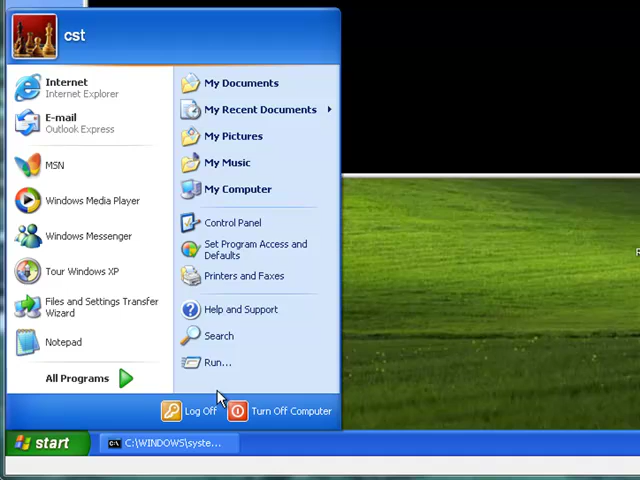 cst
Internet
Internet Explorer
E-mail
Outlook Express
MSN
Windows Media Player
Windows Messenger
Tour Windows XP
Files and Settings Transfer
Wizard
Notepad
All Programs
My Documents
My Recent Documents
My Pictures
My Music
My Computer
Control Panel
Set Program Access and
Defaults
Printers and Faxes
Help and Support
Search
Run...
Log Off
Turn Off Computer
start
C:\WINDOWS\syste...